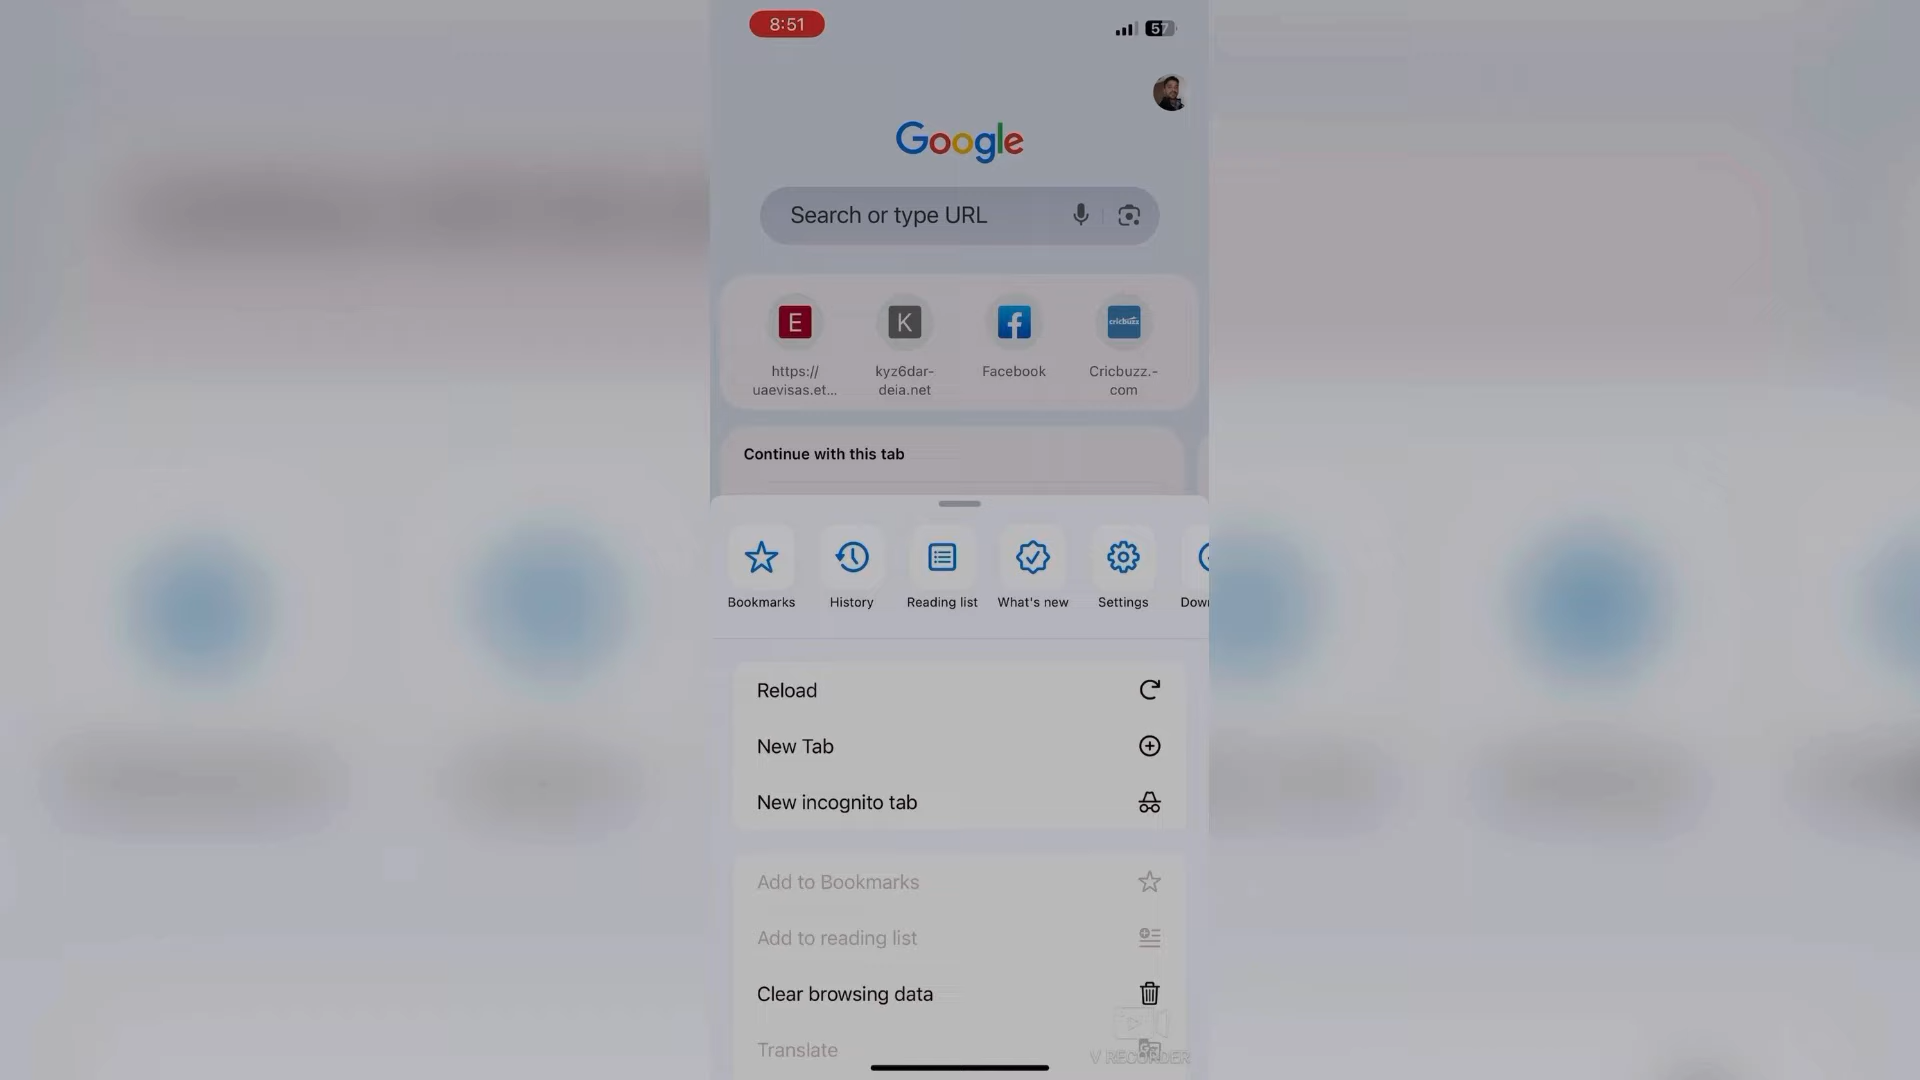 8:51
57
Google
Search or type URL
E
K
cricbuzz
https://
uaevisas.et...
kyz6dar-
deia.net
Facebook
Cricbuzz.-
com
Continue with this tab
Bookmarks
History
Reading list
What's new
Settings
Down
Reload
New Tab
New incognito tab
Add to Bookmarks
Add to reading list
Clear browsing data
Translate
V RECORDER